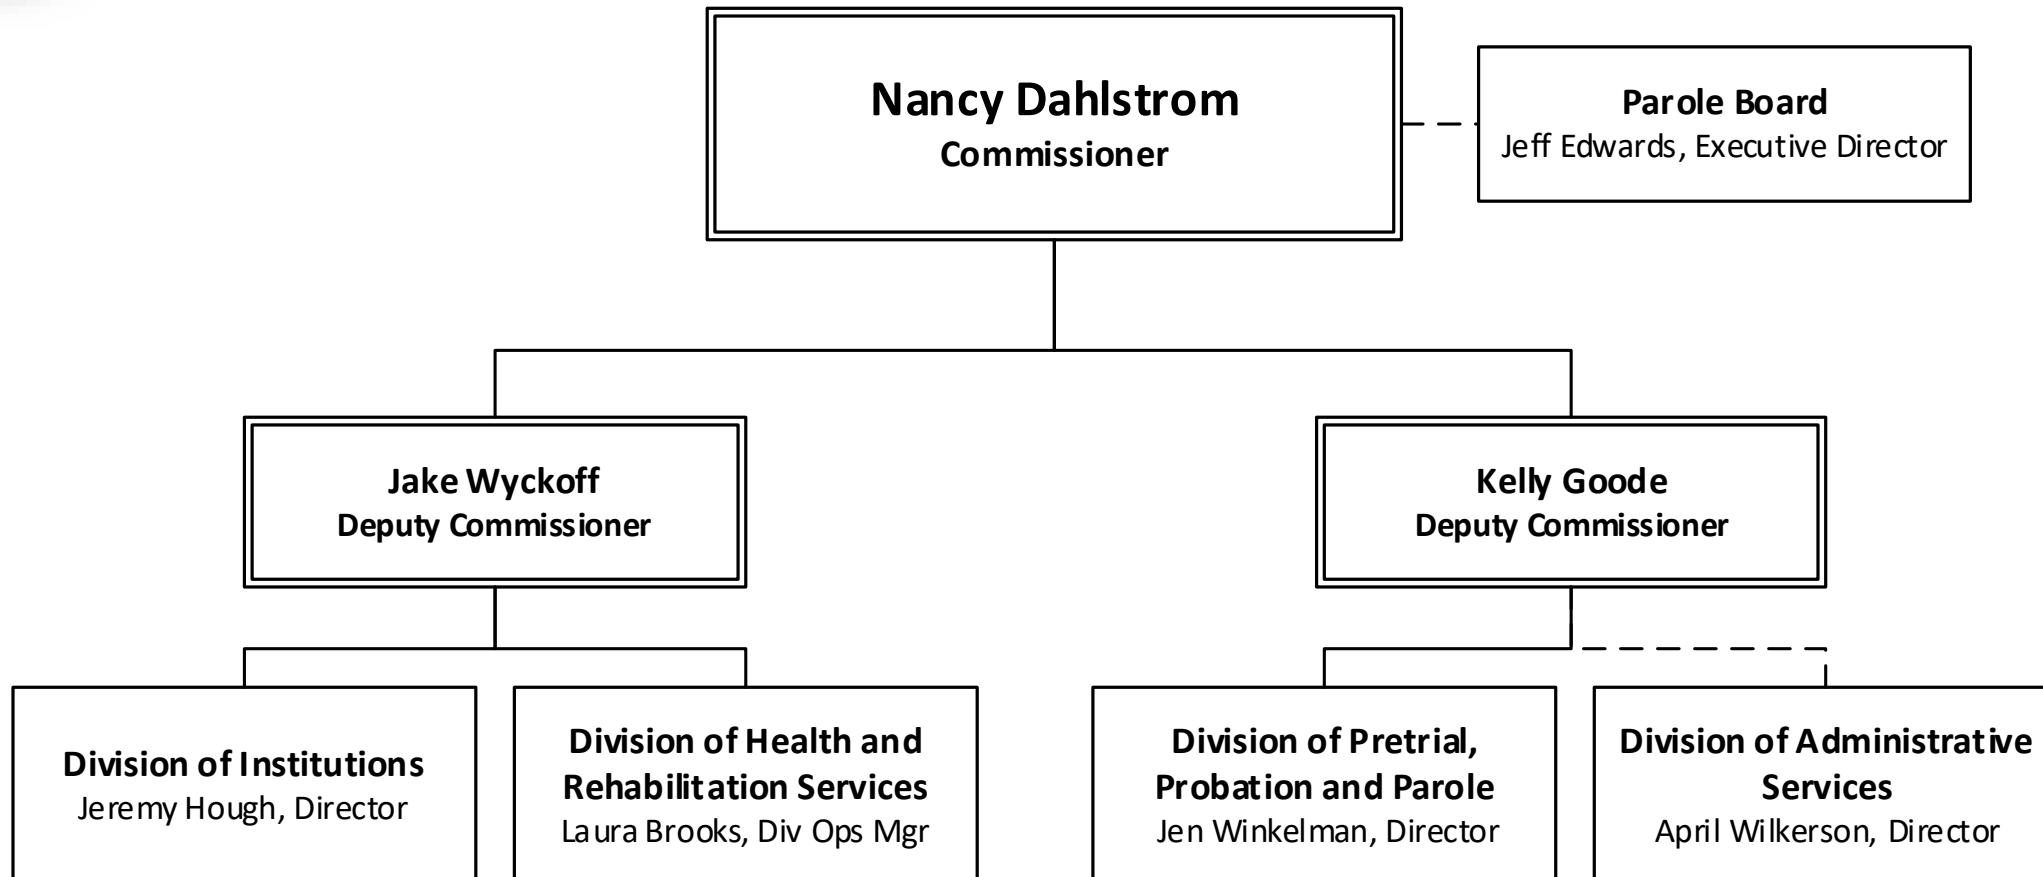 Nancy Dahlstrom
Commissioner
Parole Board
Jeff Edwards, Executive Director
Jake Wyckoff
Deputy Commissioner
Kelly Goode
Deputy Commissioner
Division of Institutions
Jeremy Hough, Director
Division of Health and
Rehabilitation Services
Laura Brooks, Div Ops Mgr
Division of Pretrial,
Probation and Parole
Jen Winkelman, Director
Division of Administrative
Services
April Wilkerson, Director